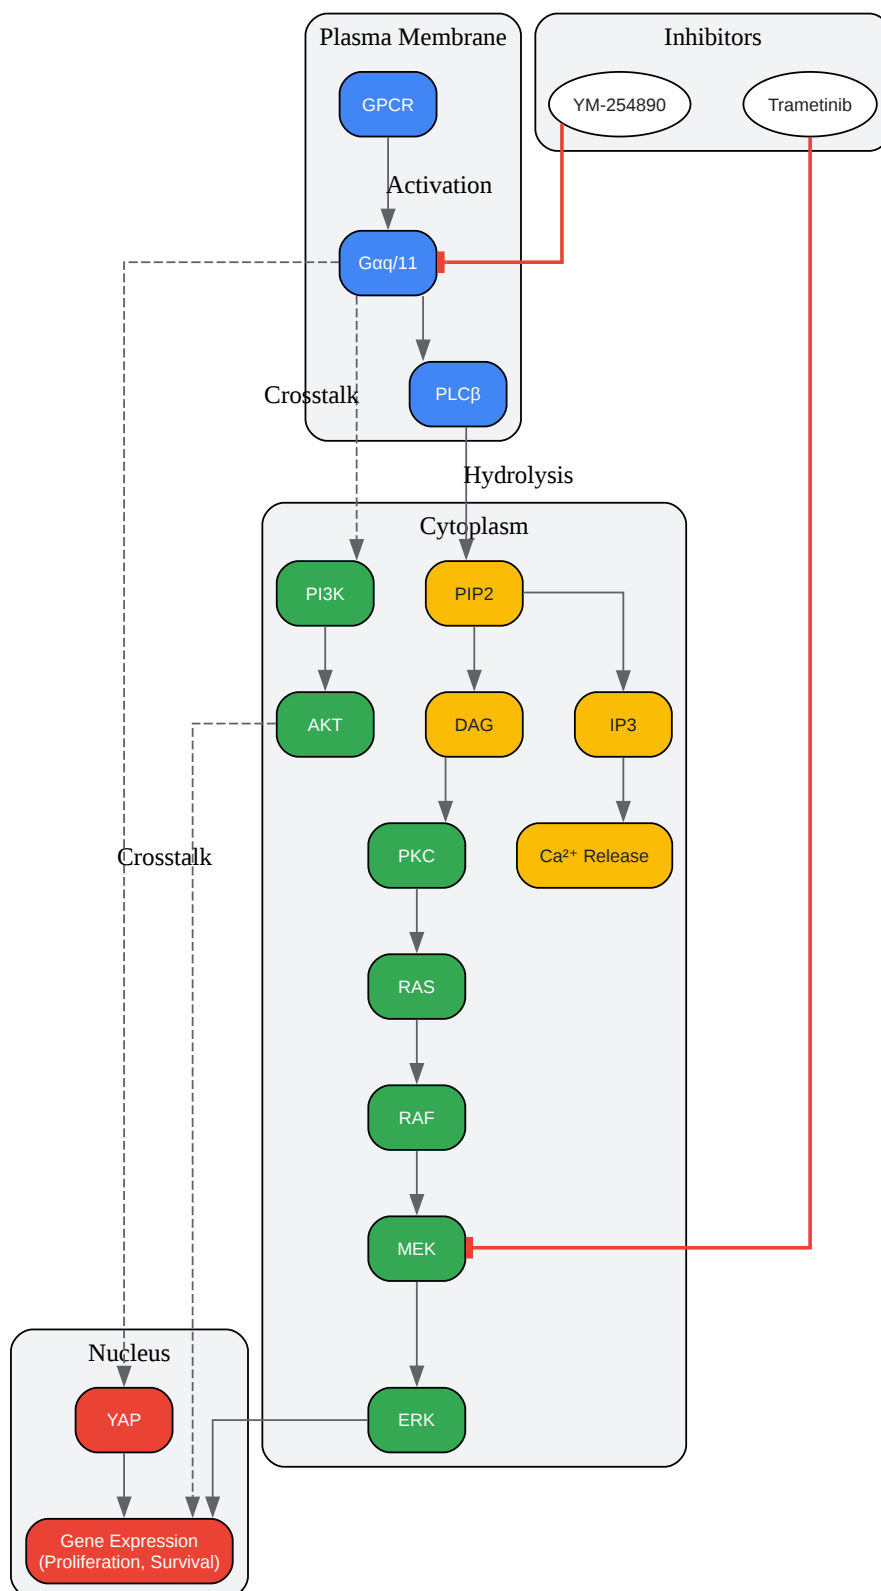 Plasma Membrane
Inhibitors
GPCR
YM-254890
Trametinib
Activation
Gαq/11
Crosstalk
PLCβ
Hydrolysis
Cytoplasm
PI3K
PIP2
AKT
DAG
IP3
Crosstalk
PKC
Ca²⁺ Release
RAS
RAF
MEK
Nucleus
YAP
ERK
Gene Expression
(Proliferation, Survival)